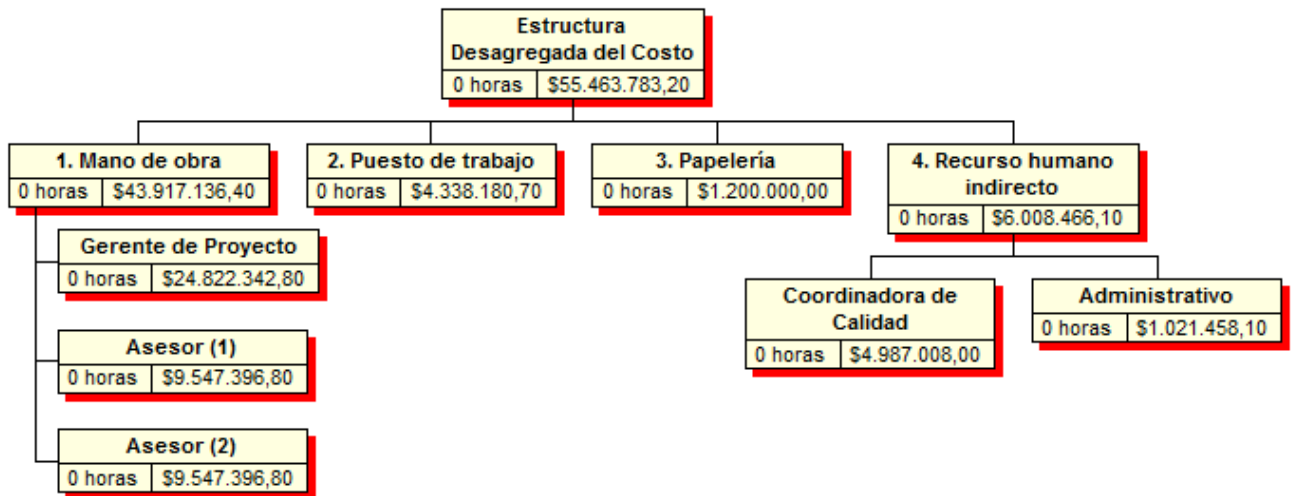 Estructura
Desagregada del Costo
0 horas $55.463.783,20
1. Mano de obra
0 horas $43.917.136,40
Gerente de Proyecto
0 horas $24.822.342,80
Asesor (1)
0 horas $9.547.396,80
Asesor (2)
0 horas $9.547.396,80
2. Puesto de trabajo
0 horas $4.338.180,70
3. Papelería
0 horas $1.200.000,00
4. Recurso humano
indirecto
0 horas $6.008.466,10
Coordinadora de
Calidad
0 horas $4.987.008,00
Administrativo
0 horas $1.021.458,10